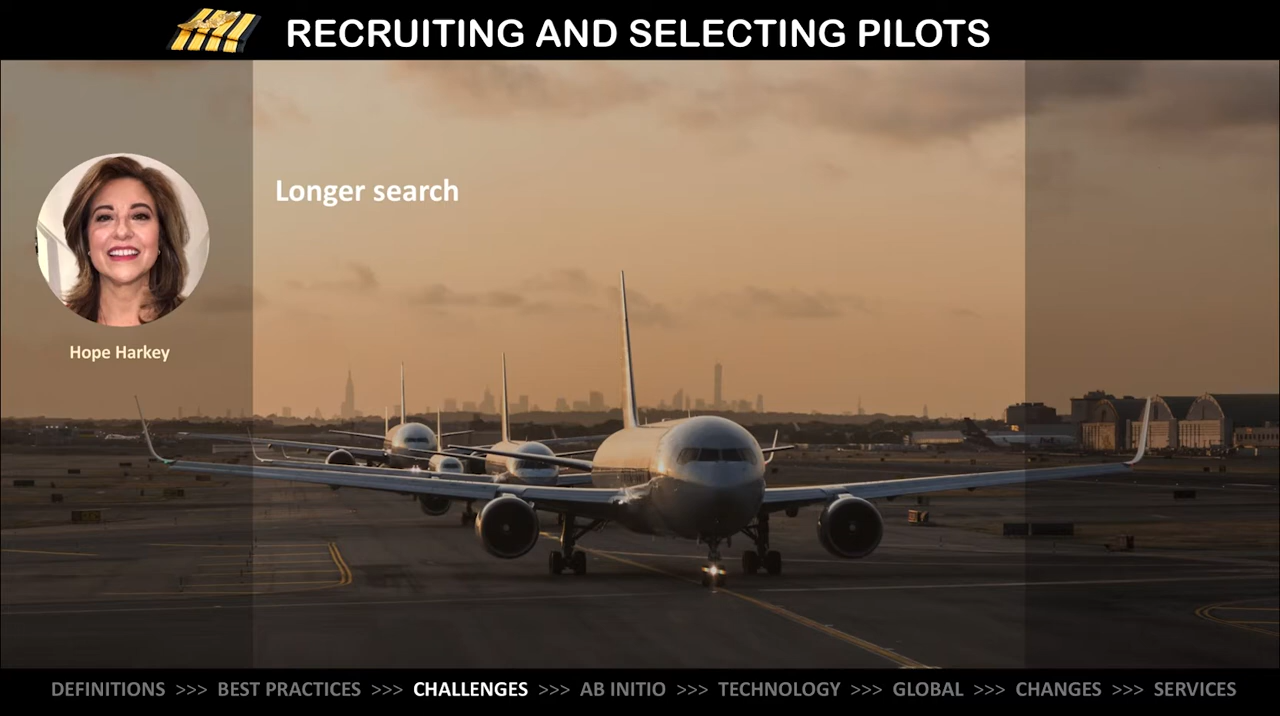 RECRUITING AND SELECTING PILOTS
Longer search
Hope Harkey
DEFINITIONS >>> BEST PRACTICES >>> CHALLENGES >>> AB INITIO >>> TECHNOLOGY >>> GLOBAL >>> CHANGES >>> SERVICES